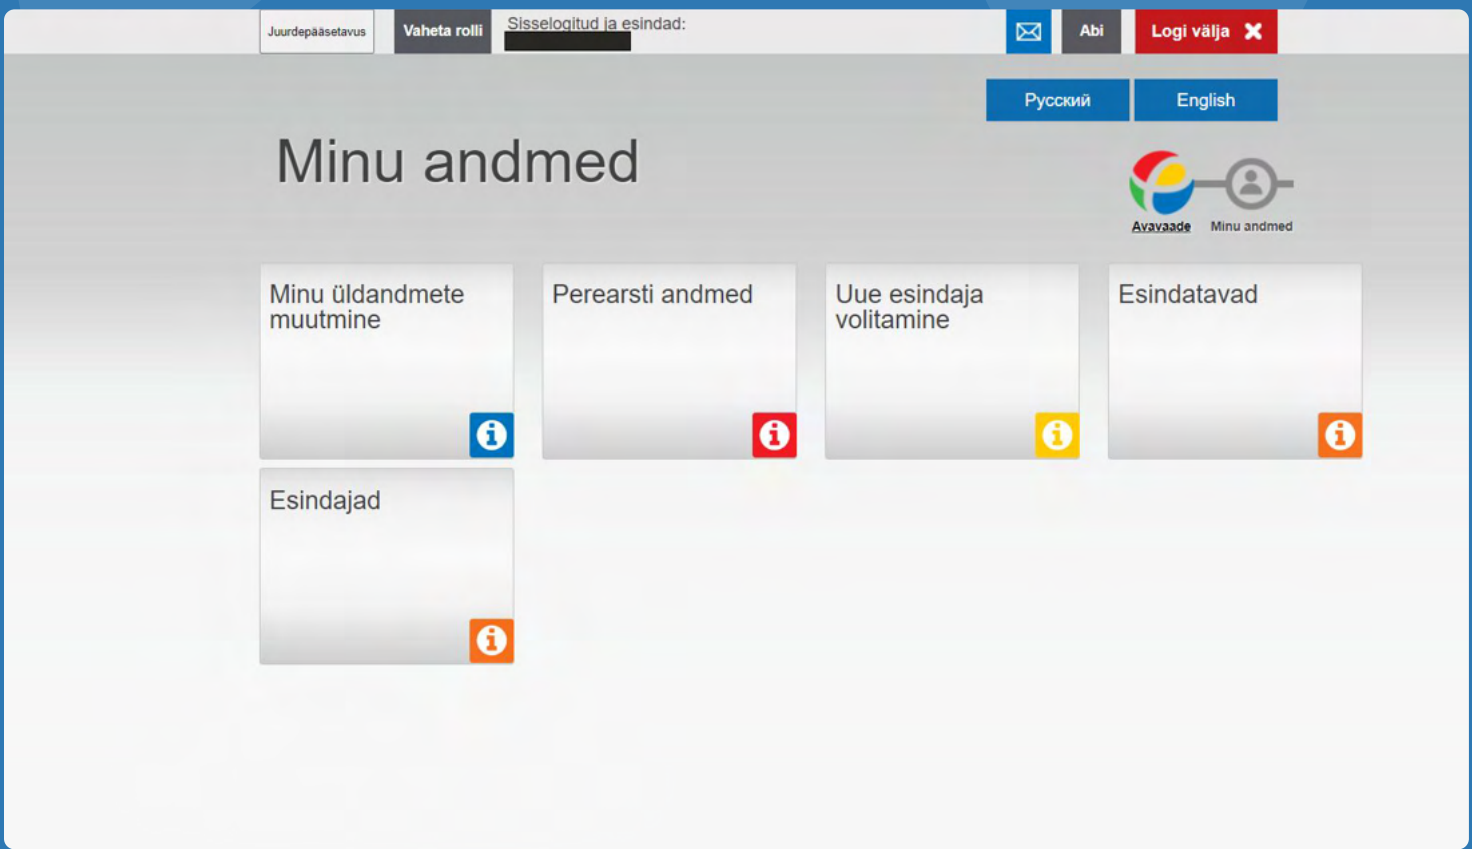 Juurdepääsetavus
Vaheta rolli
Sisselogitud ja esindad:
Abi
Logi välja
Русский
English
Minu andmed
Avavaade
Minu andmed
Minu üldandmete
muutmine
Perearsti andmed
Uue esindaja
volitamine
Esindatavad
Esindajad